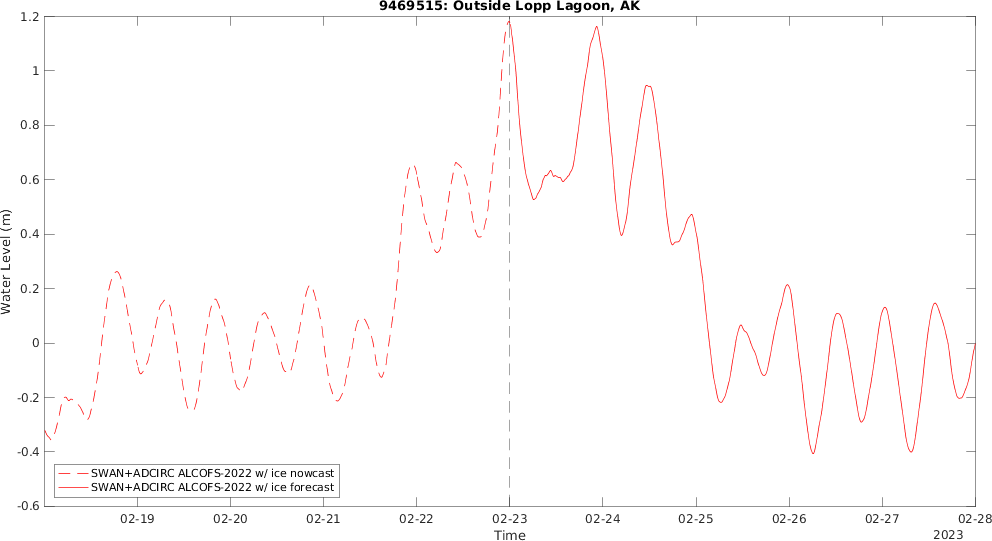 9469515: Outside Lopp Lagoon, AK
1.2
1
0.8
0.6
0.4
0.2
0
-0.2
-0.4
-0.6
Water Level (m)
SWAN+ADCIRC ALCOFS-2022 w/ ice nowcast
SWAN+ADCIRC ALCOFS-2022 w/ ice forecast
02-19 02-20 02-21 02-22 02-23 02-24 02-25 02-26 02-27 02-28
Time
2023